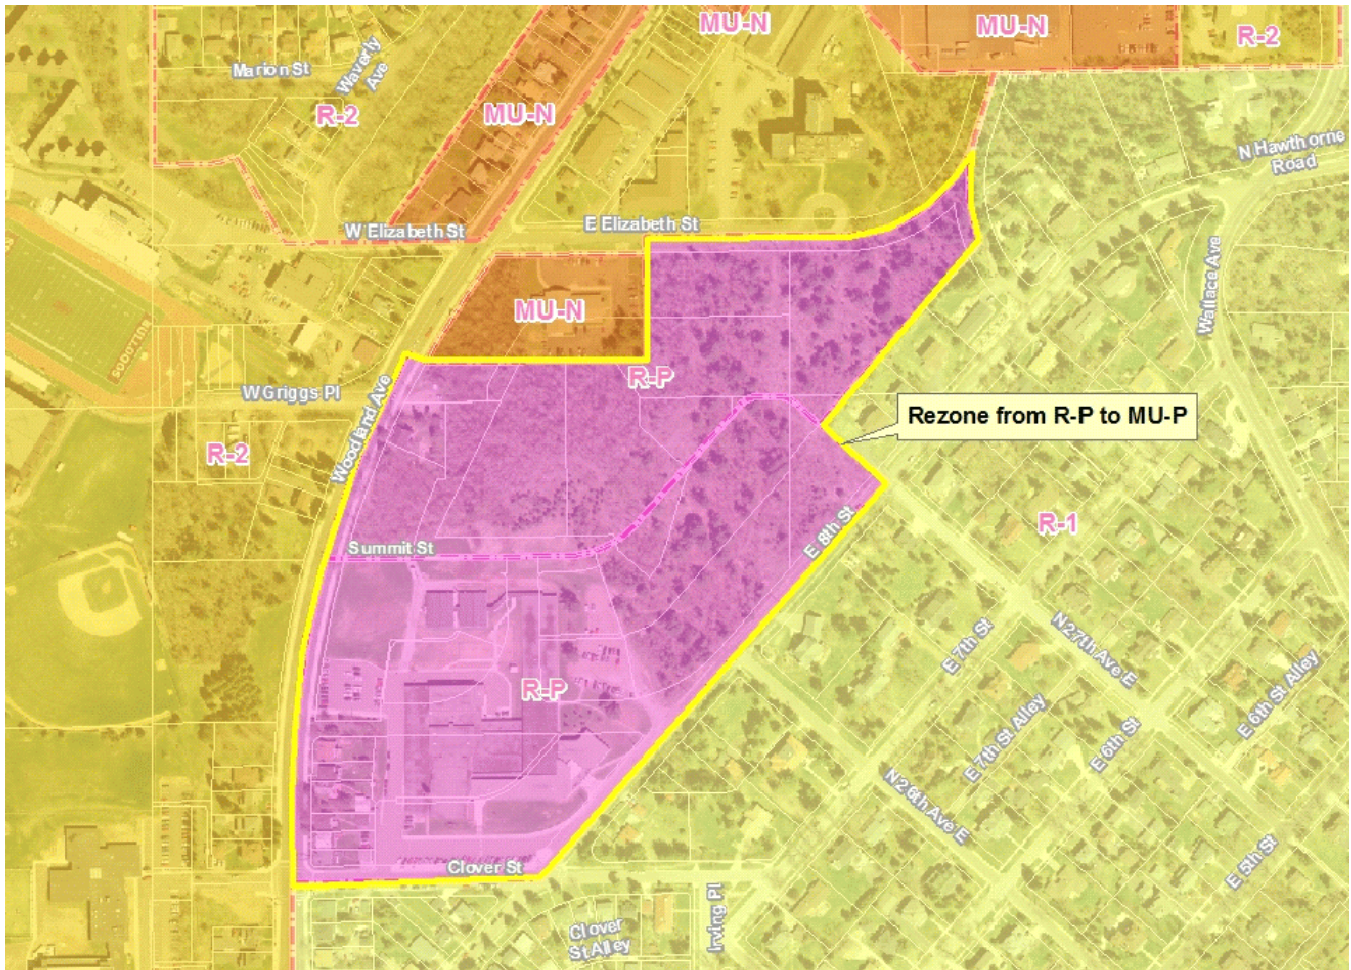 MU-N
MU-N
R-2
Marion St
Waverly
Ave
R-2
MU-N
N Hawthorne
Road
W Elizabeth St
E Elizabeth St
Wallace Ave
MU-N
W Griggs Pl
R-P
Rezone from R-P to MU-P
Woodland Ave
R-2
R-1
E 8th St
Summit St
N 27th Ave E
E 7th St
E 6th St Alley
R-P
E 7th St Alley
E 6th St
N 26th Ave E
Clover St
E 5th St
Irving Pl
Clover
St Alley